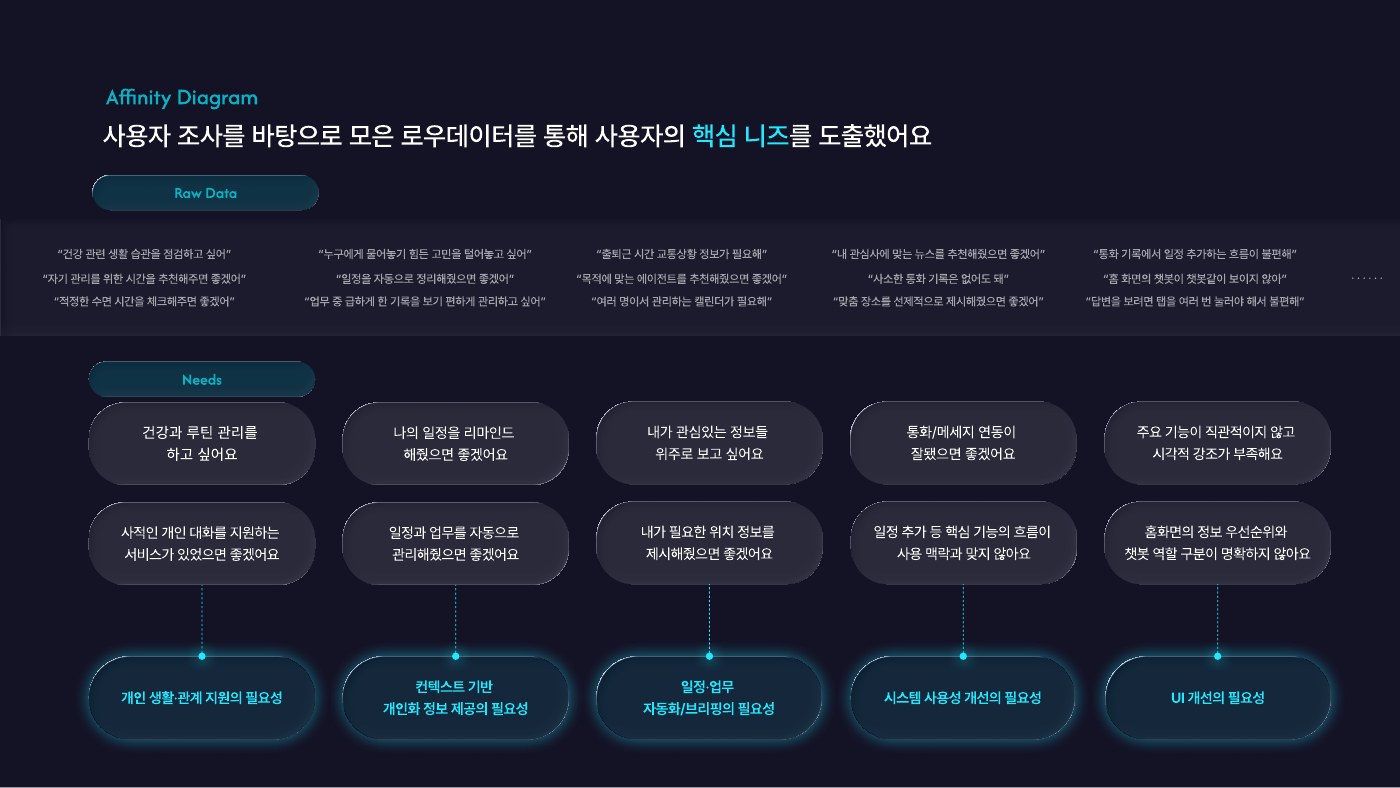 Affinity Diagram
사용자 조사를 바탕으로 모은 로우데이터를 통해 사용자의 핵심 니즈를 도출했어요
Raw Data
“건강 관련 생활 습관을 점검하고 싶어”
“자기 관리를 위한 시간을 추천해주면 좋겠어”
“적정한 수면 시간을 체크해주면 좋겠어”
“누구에게 물어놓기 힘든 고민을 털어놓고 싶어”
“일정을 자동으로 정리해줬으면 좋겠어”
“업무 중 급하게 한 기록을 보기 편하게 관리하고 싶어”
“출퇴근 시간 교통상황 정보가 필요해”
“목적에 맞는 에이전트를 추천해줬으면 좋겠어”
“여러 명이서 관리하는 캘린더가 필요해”
“내 관심사에 맞는 뉴스를 추천해줬으면 좋겠어”
“사소한 통화 기록은 없어도 돼”
“맞춤 장소를 선제적으로 제시해줬으면 좋겠어”
“통화 기록에서 일정 추가하는 흐름이 불편해”
“홈 화면의 챗봇이 챗봇같이 보이지 않아”
“답변을 보려면 탭을 여러 번 눌러야 해서 불편해”
......
Needs
건강과 루틴 관리를
하고 싶어요
나의 일정을 리마인드
해줬으면 좋겠어요
내가 관심있는 정보들
위주로 보고 싶어요
통화/메세지 연동이
잘됐으면 좋겠어요
주요 기능이 직관적이지 않고
시각적 강조가 부족해요
사적인 개인 대화를 지원하는
서비스가 있었으면 좋겠어요
일정과 업무를 자동으로
관리해줬으면 좋겠어요
내가 필요한 위치 정보를
제시해줬으면 좋겠어요
일정 추가 등 핵심 기능의 흐름이
사용 맥락과 맞지 않아요
홈화면의 정보 우선순위와
챗봇 역할 구분이 명확하지 않아요
개인 생활·관계 지원의 필요성
컨텍스트 기반
개인화 정보 제공의 필요성
일정·업무
자동화/브리핑의 필요성
시스템 사용성 개선의 필요성
UI 개선의 필요성